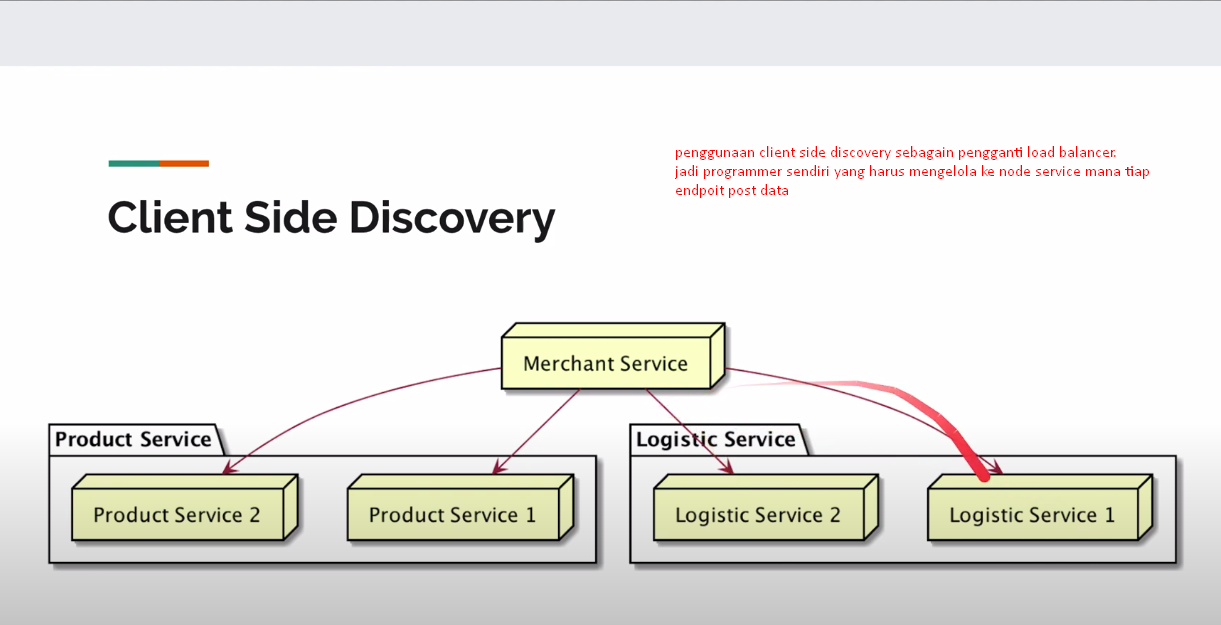 penggunaan client side discovery sebagain pengganti load balancer.
jadi programmer sendiri yang harus mengelola ke node service mana tiap
endpoit post data
Client Side Discovery
Merchant Service
Product Service
Logistic Service
Product Service 2
Product Service 1
Logistic Service 2
Logistic Service 1